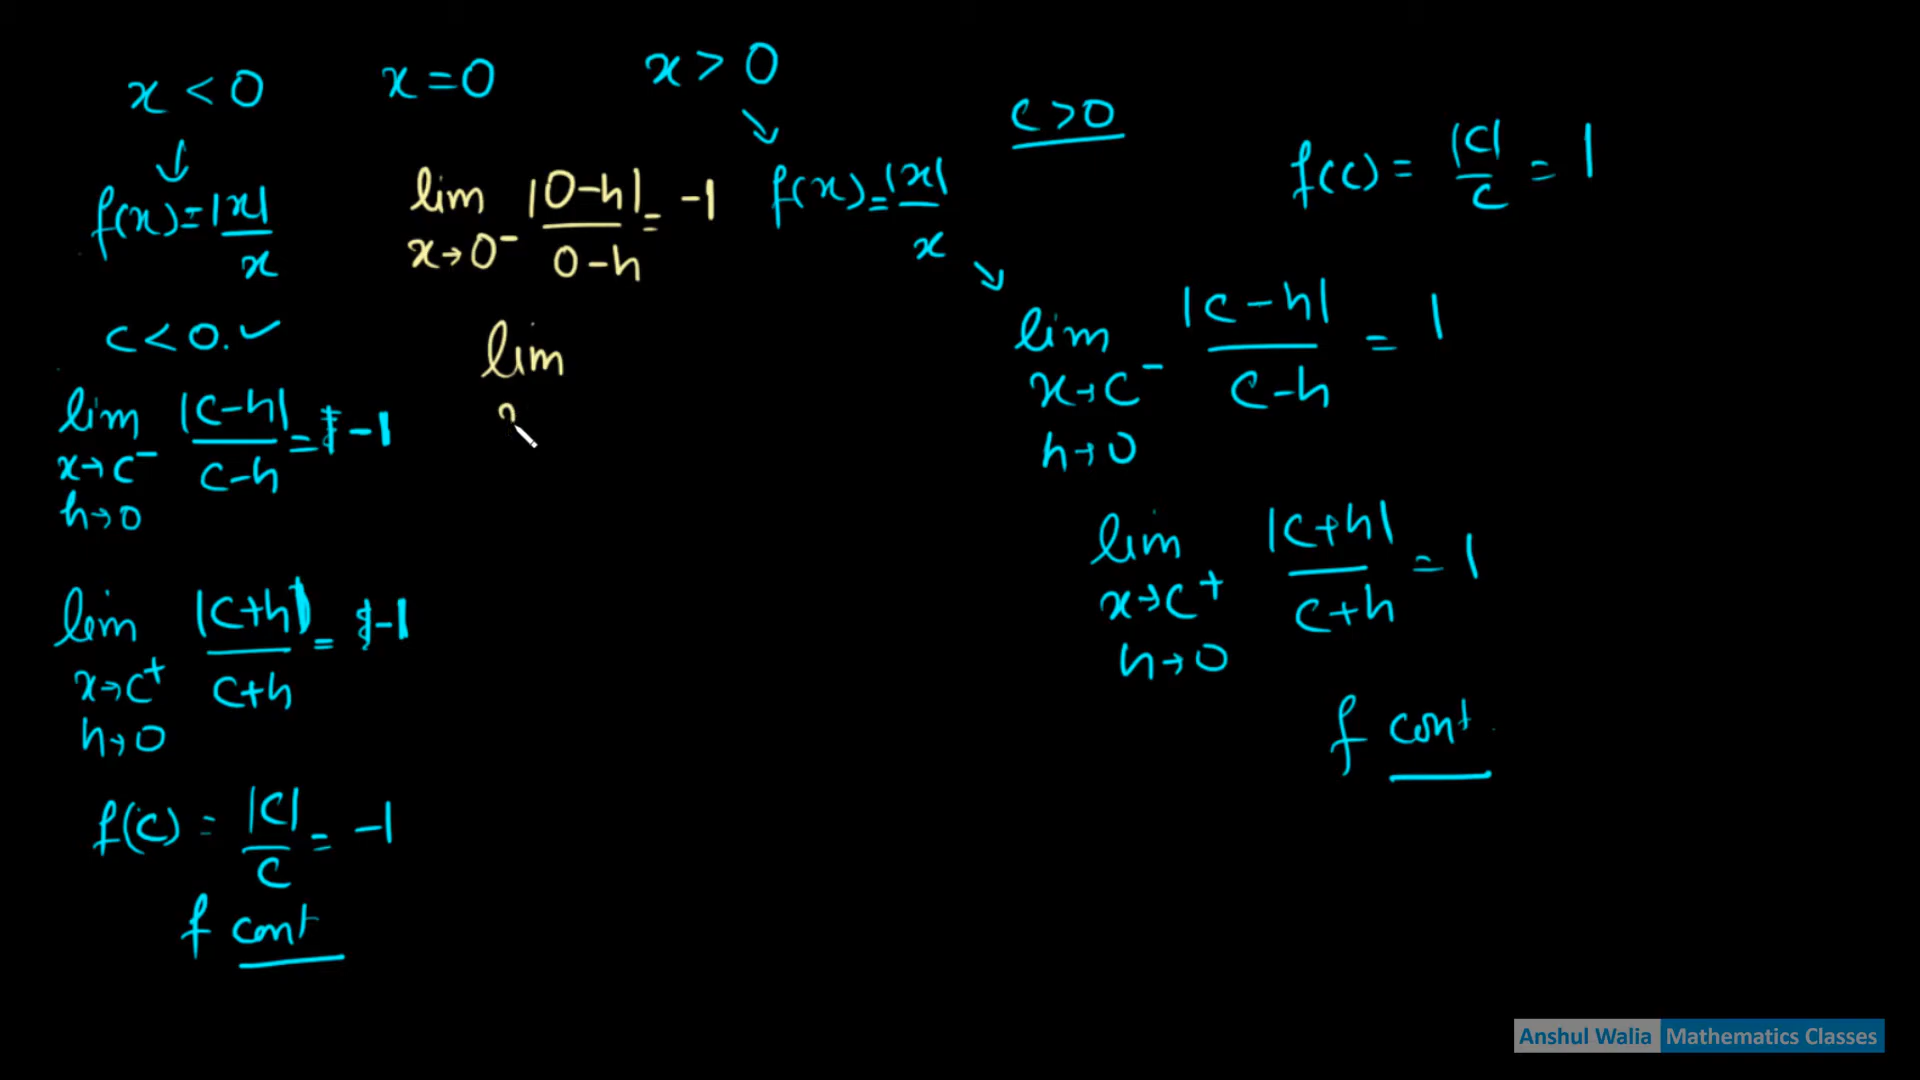 x < 0
↓
f(x) = |x|/x
c < 0. ✓
lim x→c⁻ h→0 |c-h|/c-h = -1
lim x→c⁺ h→0 |c+h|/c+h = -1
f(c) = |c|/c = -1
f cont
x = 0
lim x→0⁻ |0-h|/0-h = -1
lim
x > 0
↘
f(x) = |x|/x
↘
c > 0
f(c) = |c|/c = 1
lim x→c⁻ h→0 |c-h|/c-h = 1
lim x→c⁺ h→0 |c+h|/c+h = 1
f cont
Anshul Walia Mathematics Classes